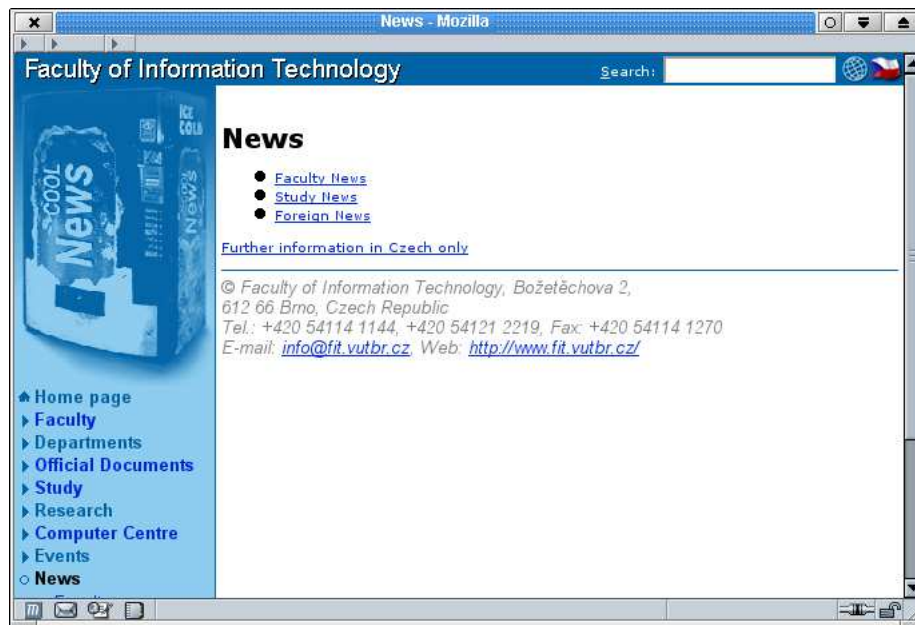 News - Mozilla
Faculty of Information Technology
Search:
ICE
COLD
COOL
News
News
News
Faculty News
Study News
Foreign News
Further information in Czech only
© Faculty of Information Technology, Božetěchova 2,
612 66 Brno, Czech Republic
Tel.: +420 54114 1144, +420 54121 2219, Fax: +420 54114 1270
E-mail: info@fit.vutbr.cz, Web: http://www.fit.vutbr.cz/
Home page
Faculty
Departments
Official Documents
Study
Research
Computer Centre
Events
News